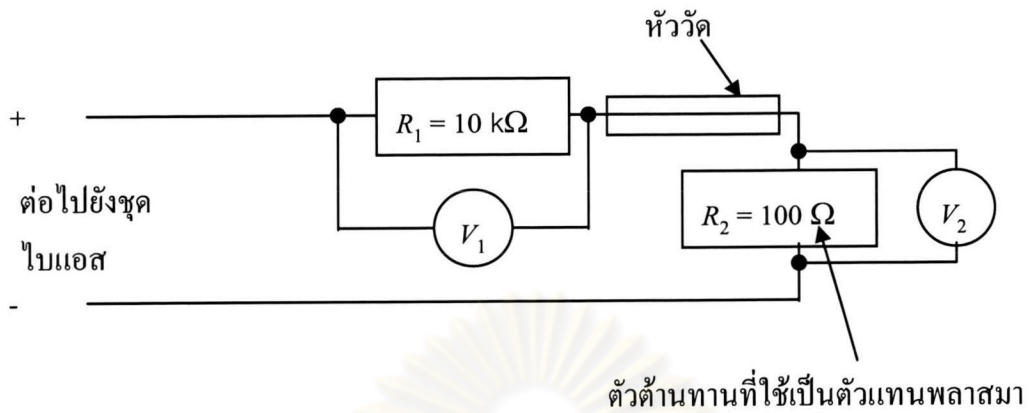 หัววัด
+
R₁ = 10 kΩ
ต่อไปยังชุด
ไบแอส
V₁
R₂ = 100 Ω
V₂
-
ตัวต้านทานที่ใช้เป็นตัวแทนพลาสมา